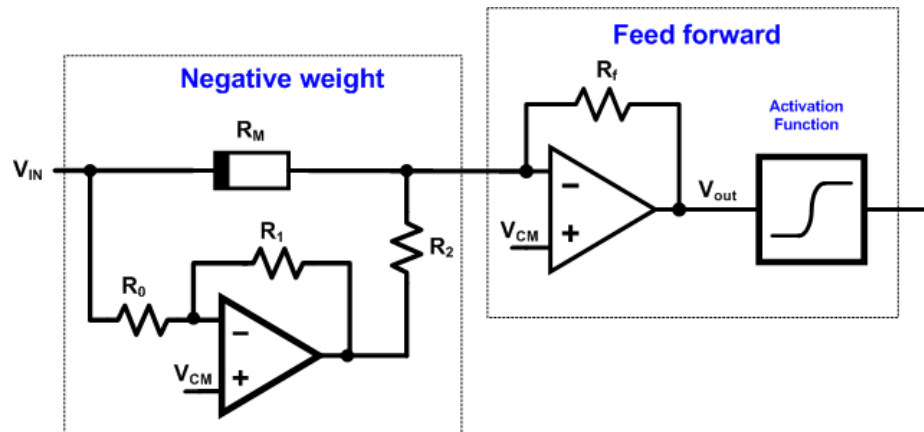 Feed forward
Negative weight
R_f
R_M
Activation
Function
V_IN
V_out
V_CM
R_1
R_2
R_0
V_CM
−
+
−
+